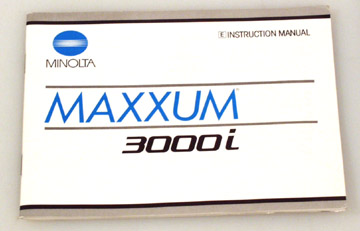 E INSTRUCTION MANUAL
MINOLTA
MAXXUM
3000i